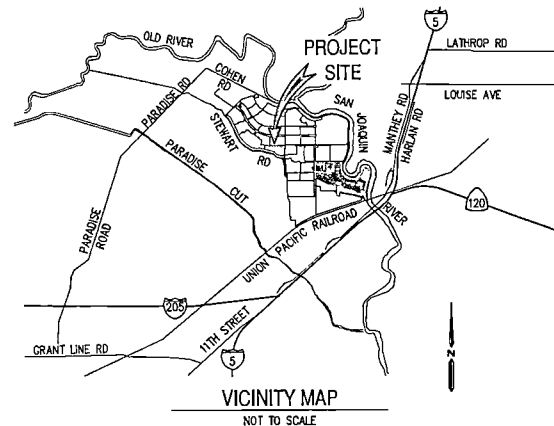 5
OLD RIVER
PROJECT
SITE
LATHROP RD
COHEN
RD
LOUISE AVE
PARADISE RD
SAN
JOAQUIN
RIVER
MANTHEY RD
HARLAN RD
STEWART
RD
PARADISE
CUT
PARADISE
ROAD
120
UNION PACIFIC RAILROAD
205
11TH STREET
GRANT LINE RD
5
N
VICINITY MAP
NOT TO SCALE